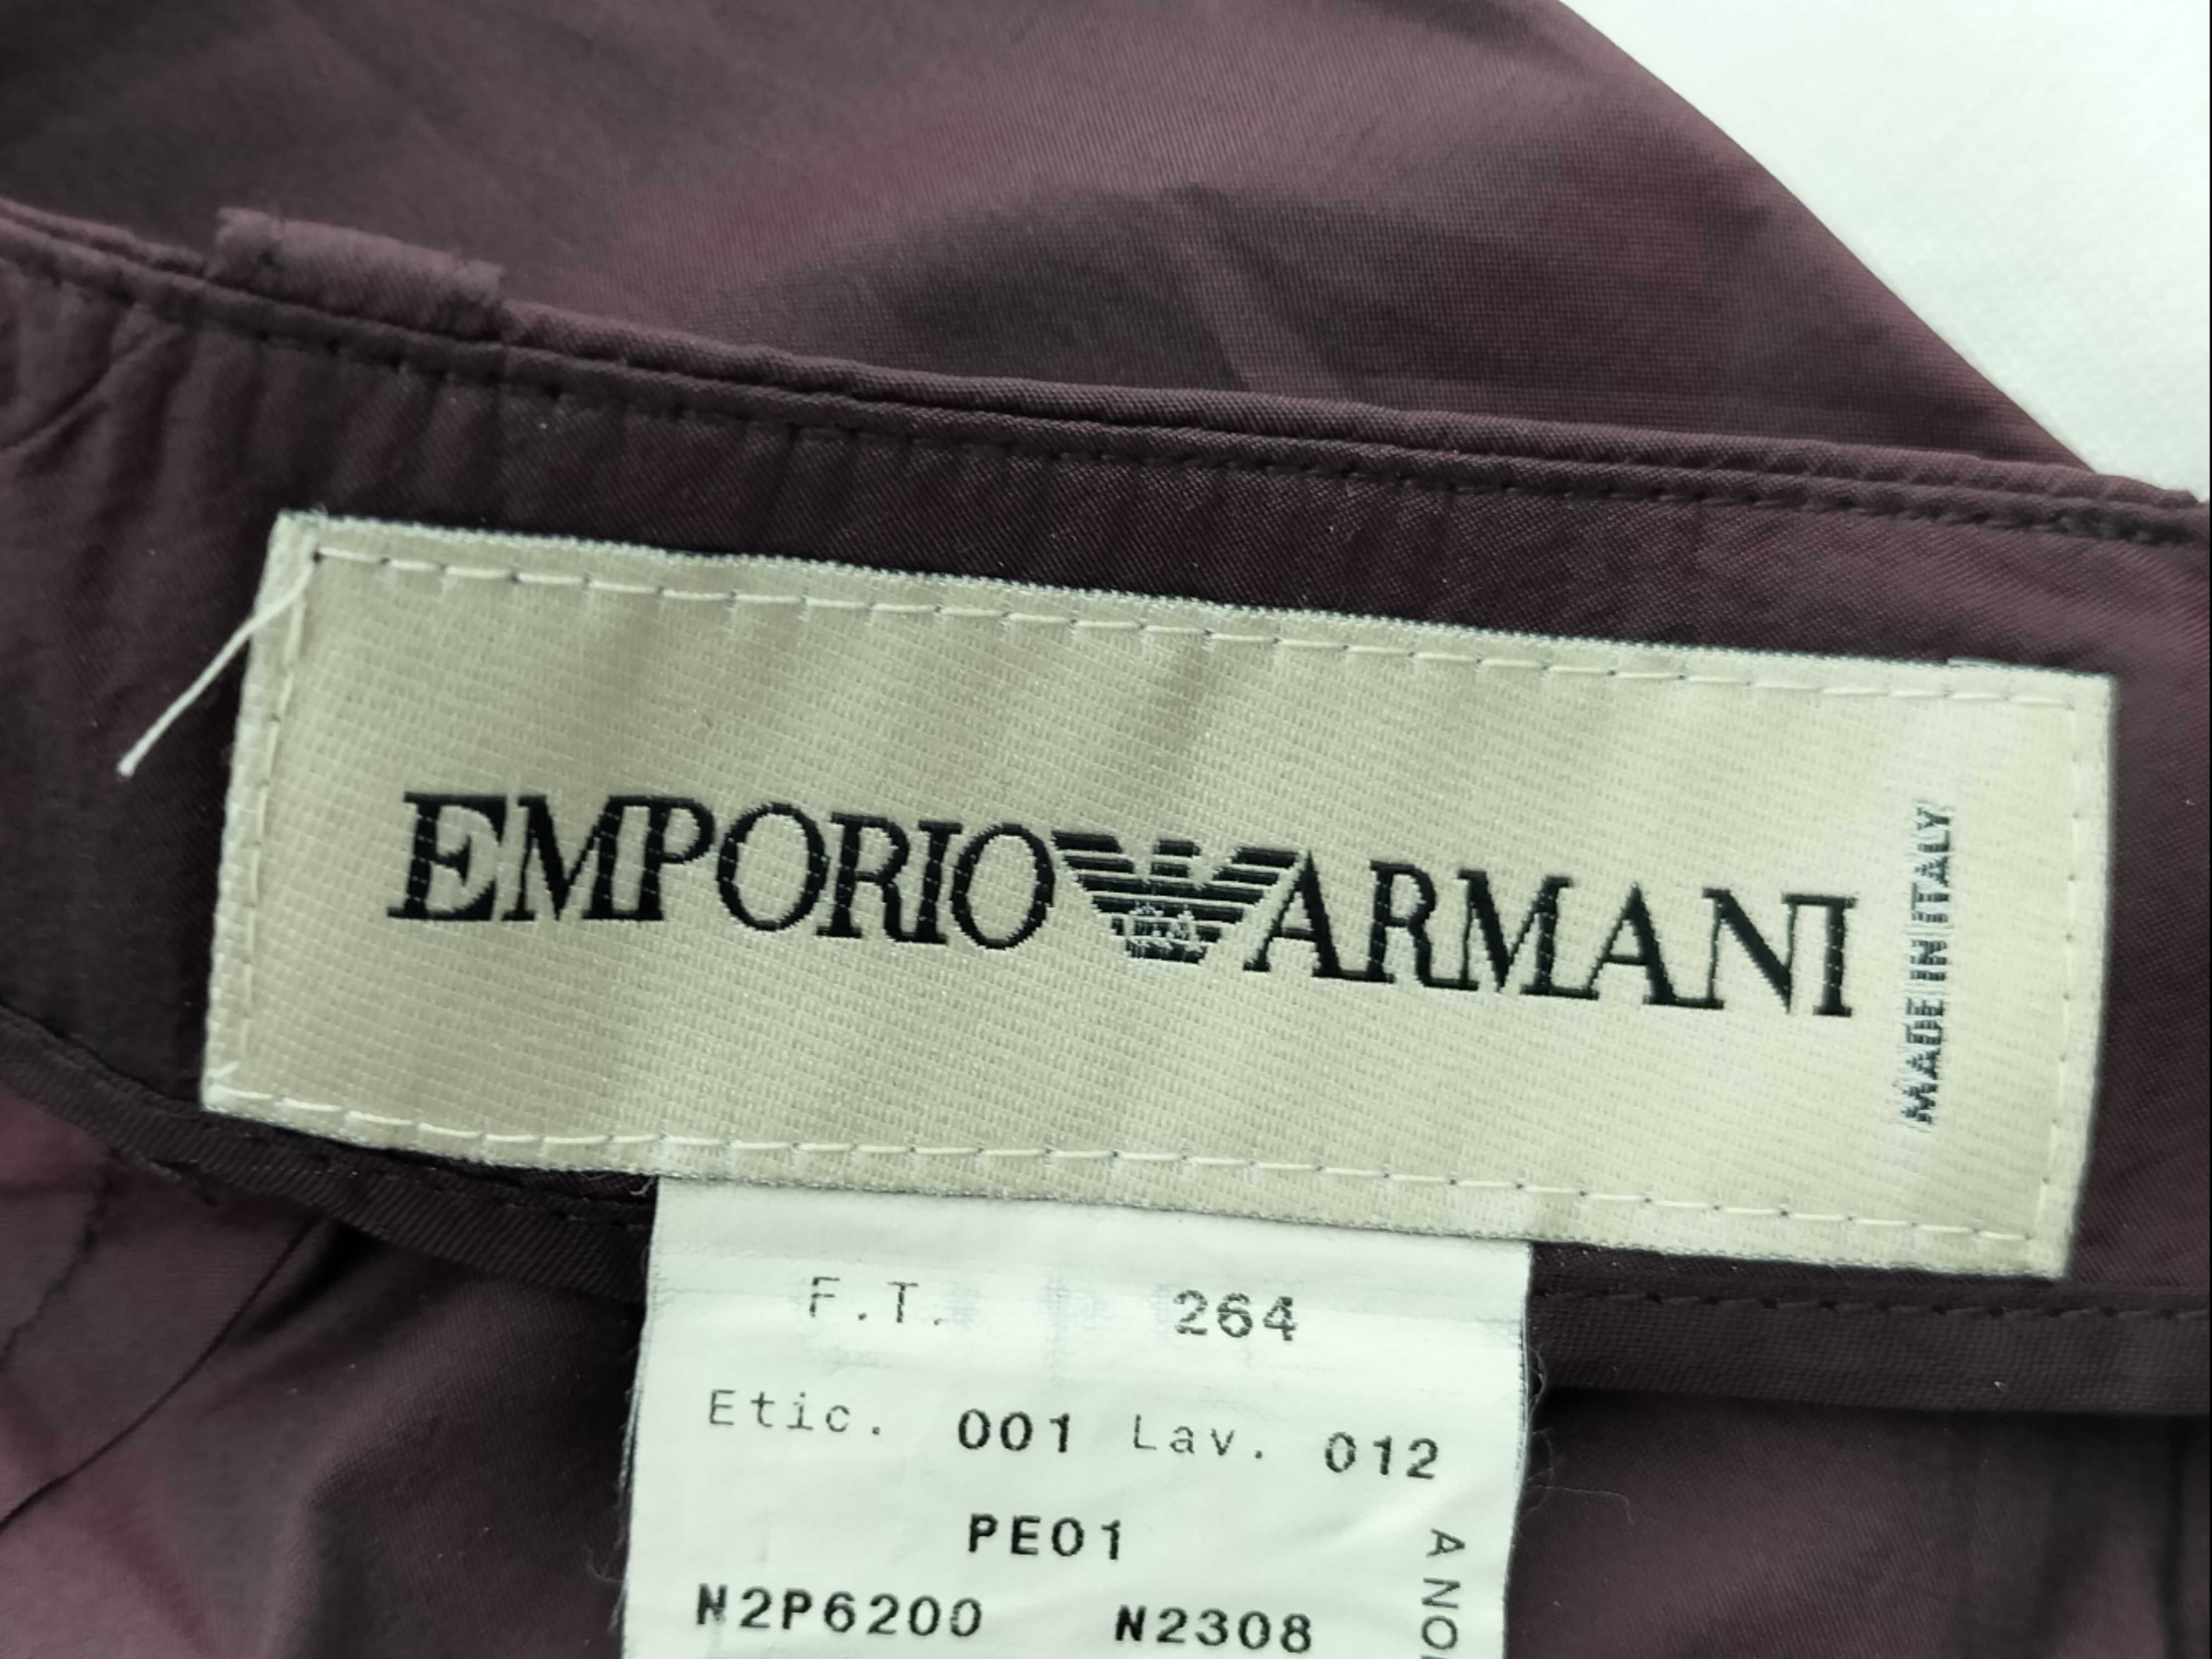 EMPORIO ARMANI
MADE IN ITALY
F.T. 264
Etic. 001 Lav. 012
PE01
N2P6200 N2308